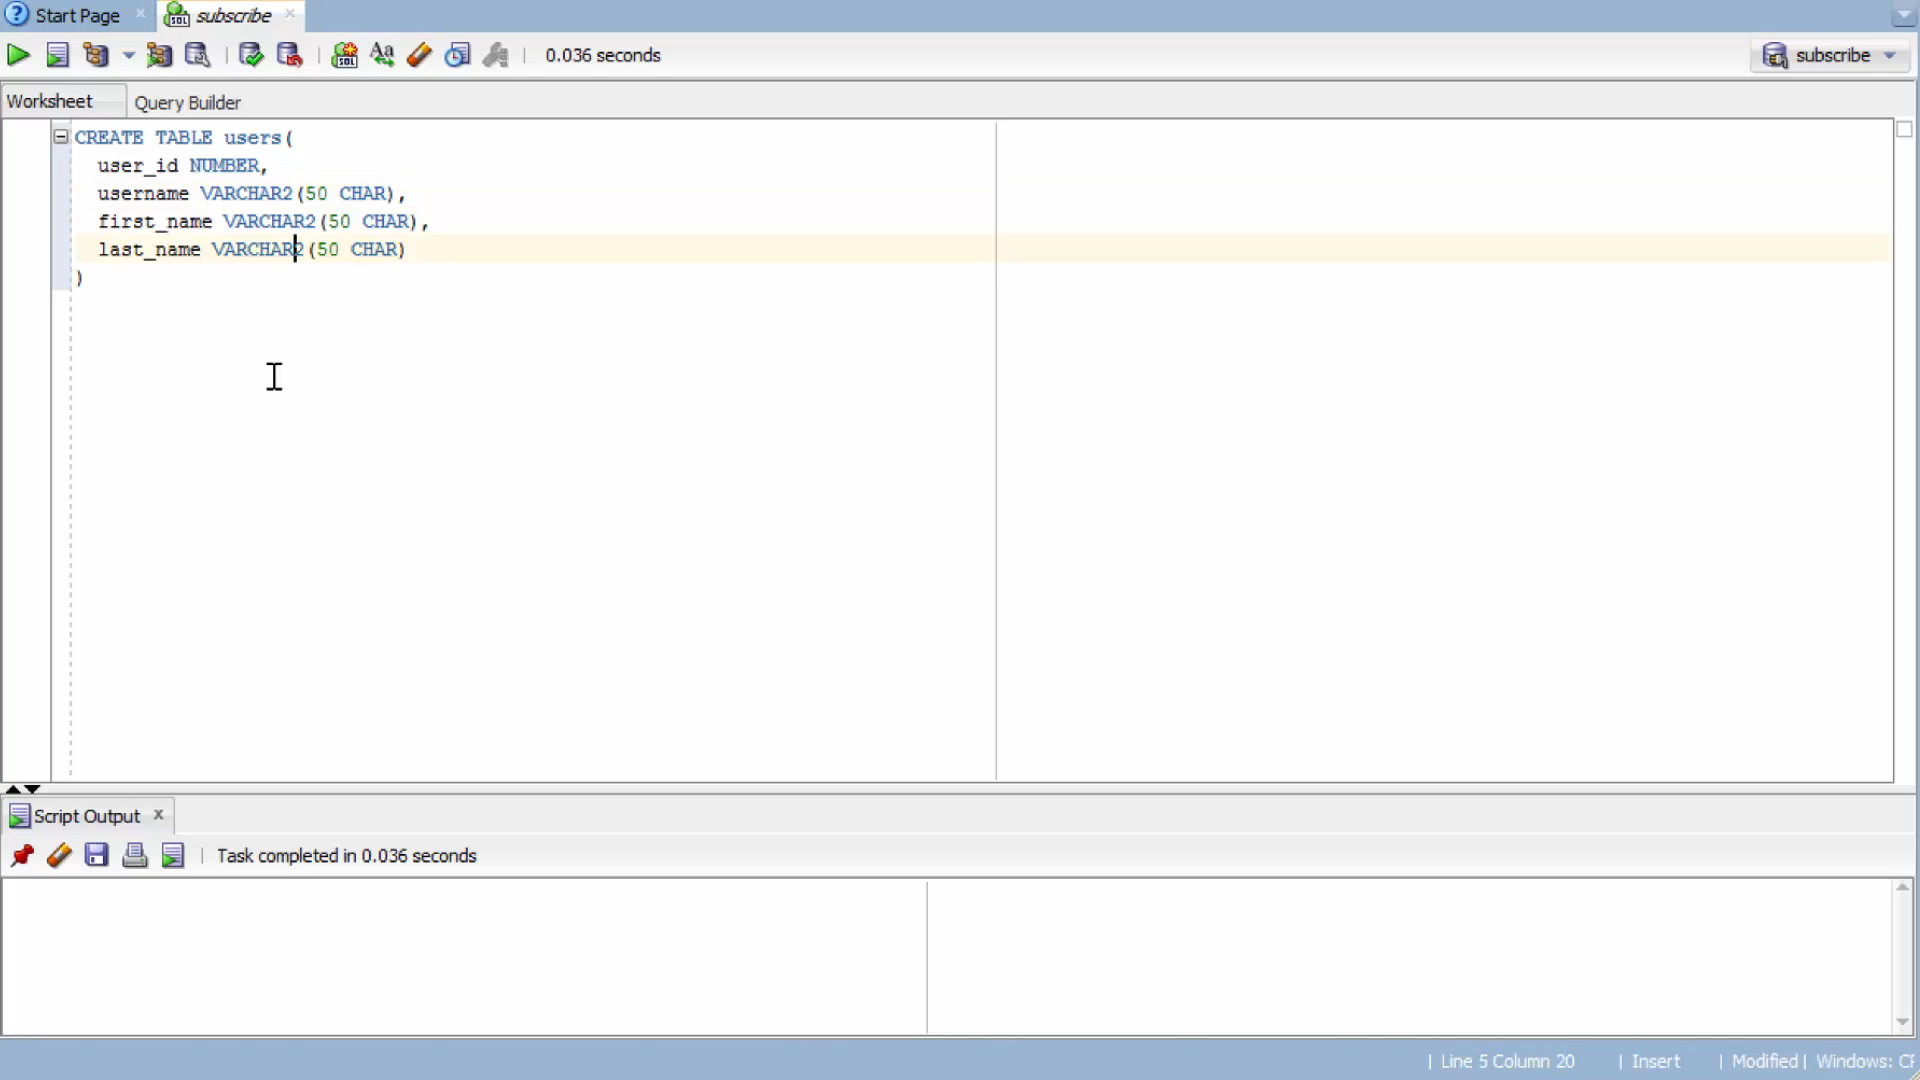 Start Page
subscribe
0.036 seconds
subscribe
Worksheet
Query Builder
CREATE TABLE users(
user_id NUMBER,
username VARCHAR2(50 CHAR),
first_name VARCHAR2(50 CHAR),
last_name VARCHAR2(50 CHAR)
)
Script Output
Task completed in 0.036 seconds
Line 5 Column 20
Insert
Modified
Windows: